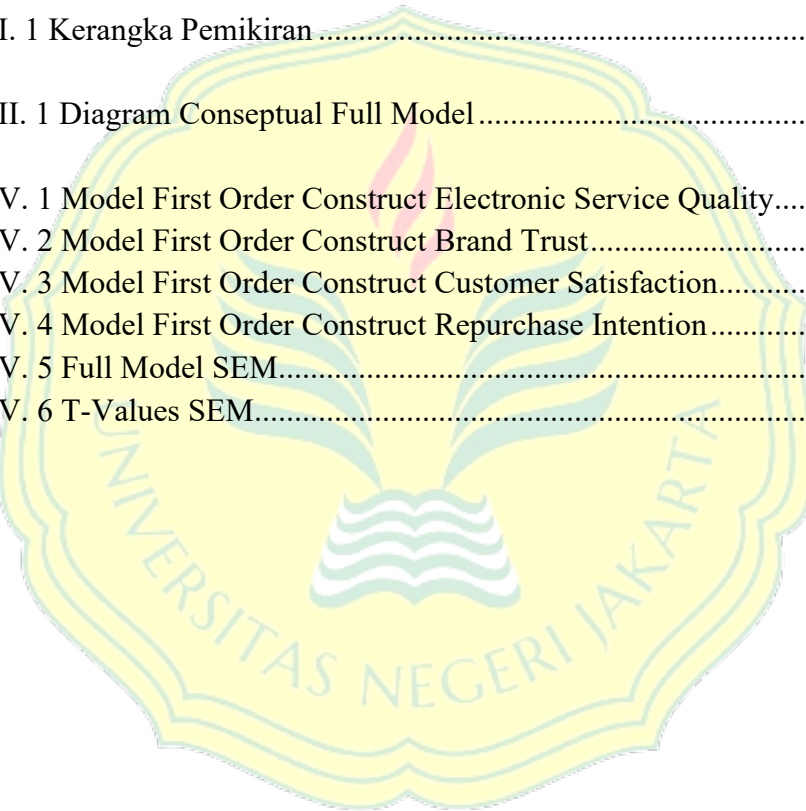 I. 1 Kerangka Pemikiran ..........................................................
II. 1 Diagram Conseptual Full Model ........................................
V. 1 Model First Order Construct Electronic Service Quality....
V. 2 Model First Order Construct Brand Trust..........................
V. 3 Model First Order Construct Customer Satisfaction...........
V. 4 Model First Order Construct Repurchase Intention ............
V. 5 Full Model SEM.................................................................
V. 6 T-Values SEM....................................................................
UNIVERSITAS NEGERI JAKARTA